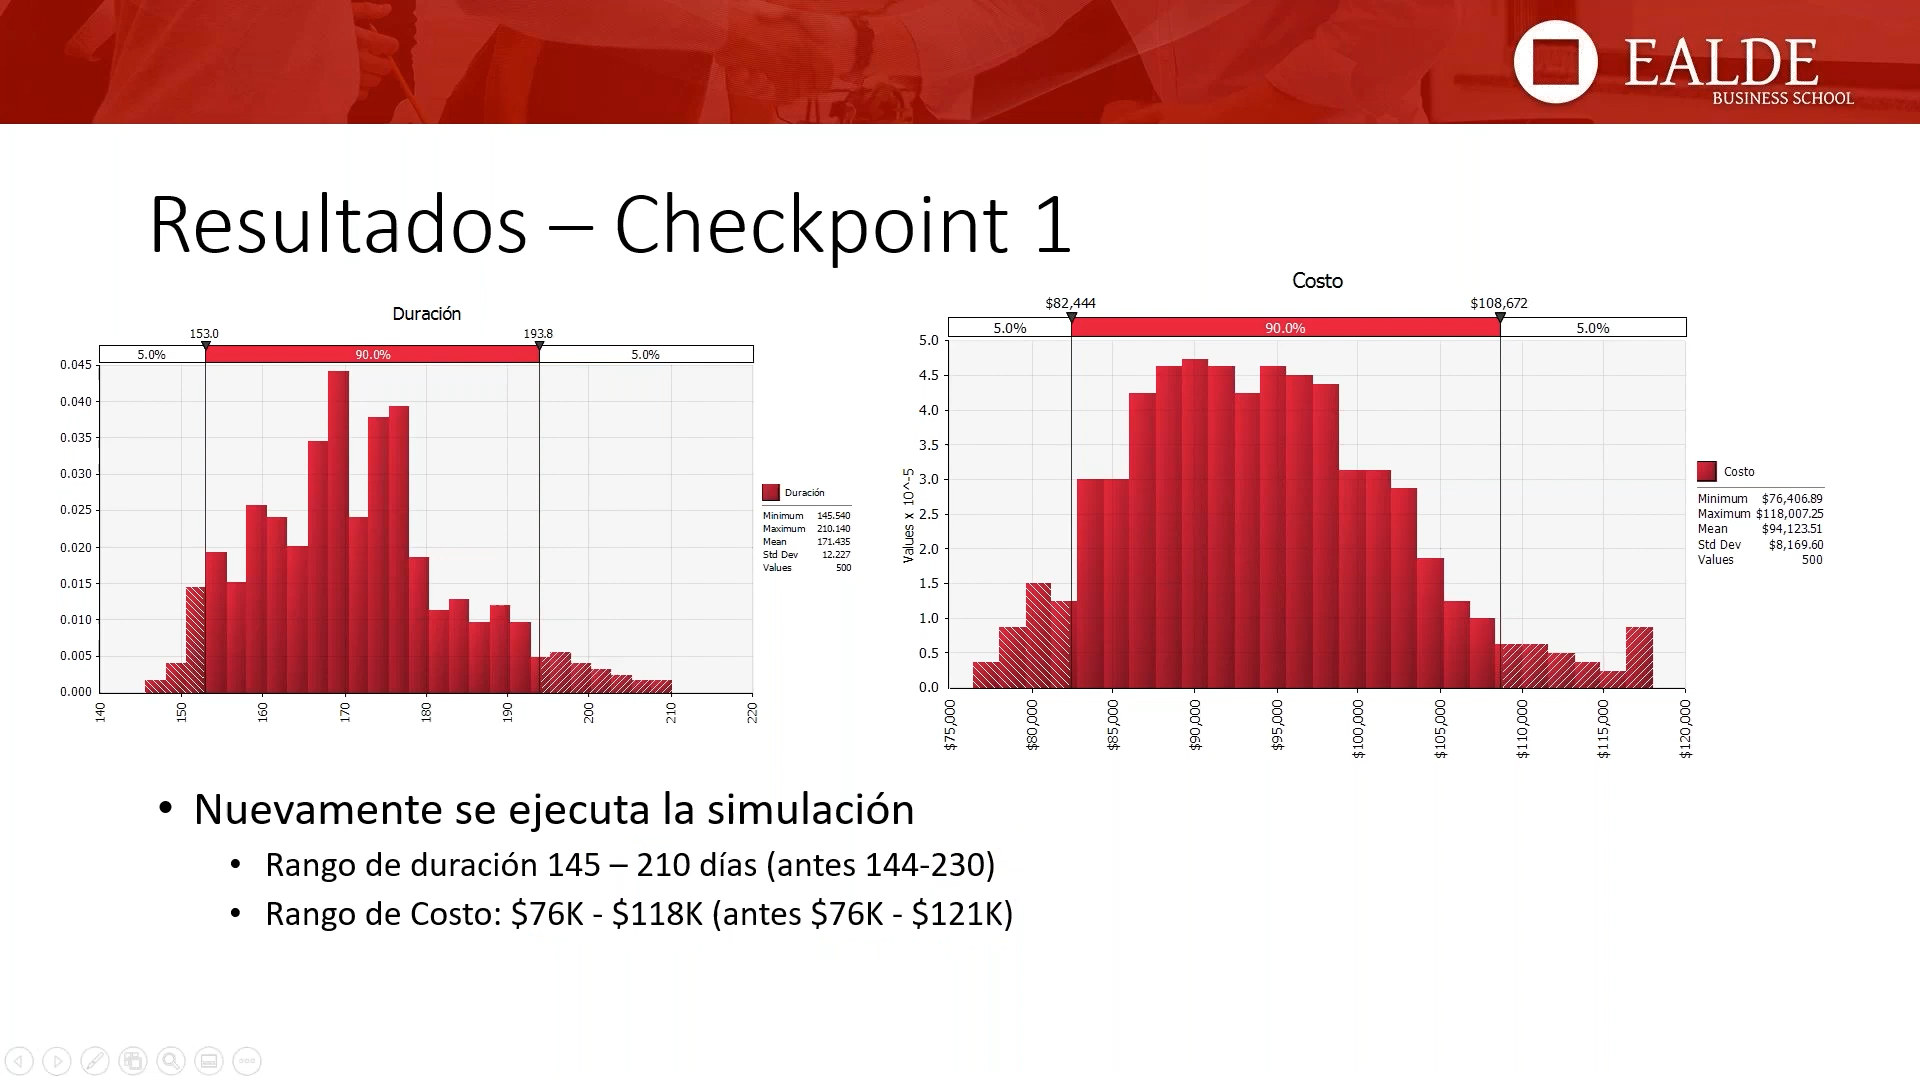 EALDE
BUSINESS SCHOOL
Resultados – Checkpoint 1
Duración
153.0 193.8
5.0% 90.0% 5.0%
0.045
0.040
0.035
0.030
0.025
0.020
0.015
0.010
0.005
0.000
140 150 160 170 180 190 200 210 220
Duración
Minimum 145.540
Maximum 210.140
Mean 171.435
Std Dev 12.227
Values 500
Costo
$82,444 $108,672
5.0% 90.0% 5.0%
5.0
4.5
4.0
3.5
3.0
2.5
2.0
1.5
1.0
0.5
0.0
Values x 10^-5
$75,000 $80,000 $85,000 $90,000 $95,000 $100,000 $105,000 $110,000 $115,000 $120,000
Costo
Minimum $76,406.89
Maximum $118,007.25
Mean $94,123.51
Std Dev $8,169.60
Values 500
• Nuevamente se ejecuta la simulación
• Rango de duración 145 – 210 días (antes 144-230)
• Rango de Costo: $76K - $118K (antes $76K - $121K)